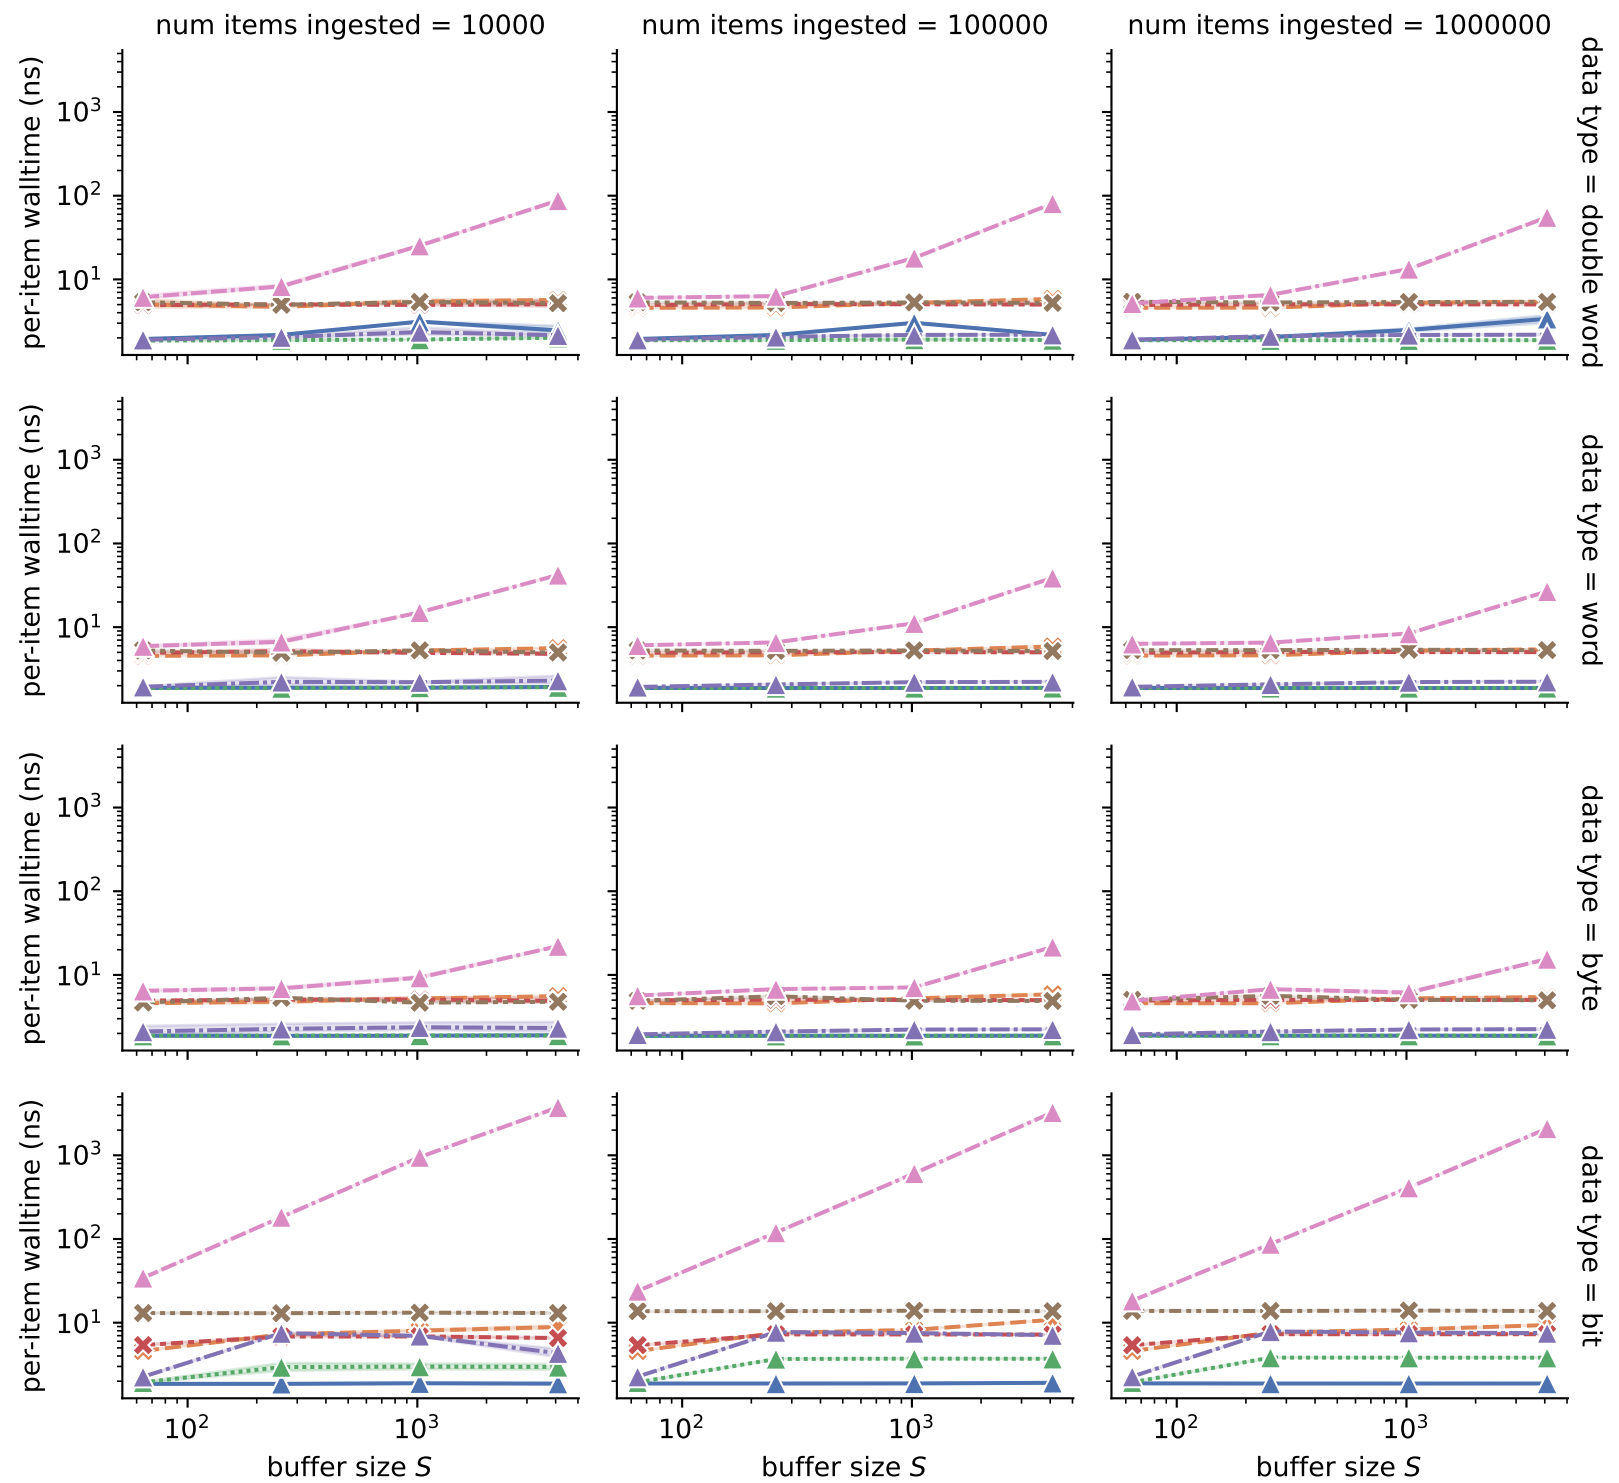 num items ingested = 10000
num items ingested = 100000
num items ingested = 1000000
per-item walltime (ns)
10³
10²
10¹
data type = double word
per-item walltime (ns)
10³
10²
10¹
data type = word
per-item walltime (ns)
10³
10²
10¹
data type = byte
per-item walltime (ns)
10³
10²
10¹
data type = bit
10² 10³
10² 10³
10² 10³
buffer size S
buffer size S
buffer size S